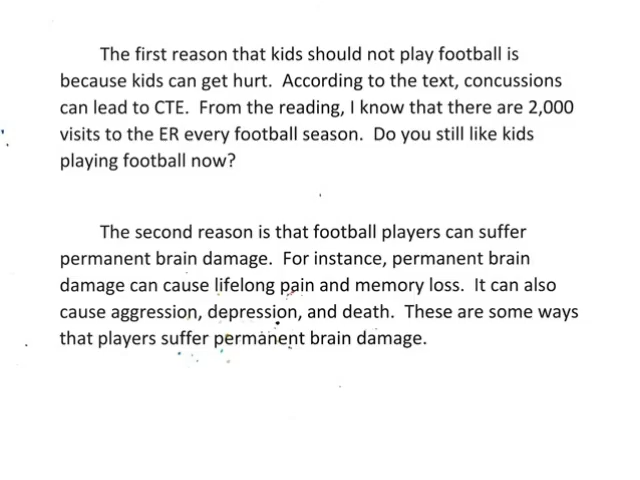 The first reason that kids should not play football is
because kids can get hurt.  According to the text, concussions
can lead to CTE.  From the reading, I know that there are 2,000
visits to the ER every football season.  Do you still like kids
playing football now?
The second reason is that football players can suffer
permanent brain damage.  For instance, permanent brain
damage can cause lifelong pain and memory loss.  It can also
cause aggression, depression, and death.  These are some ways
that players suffer permanent brain damage.